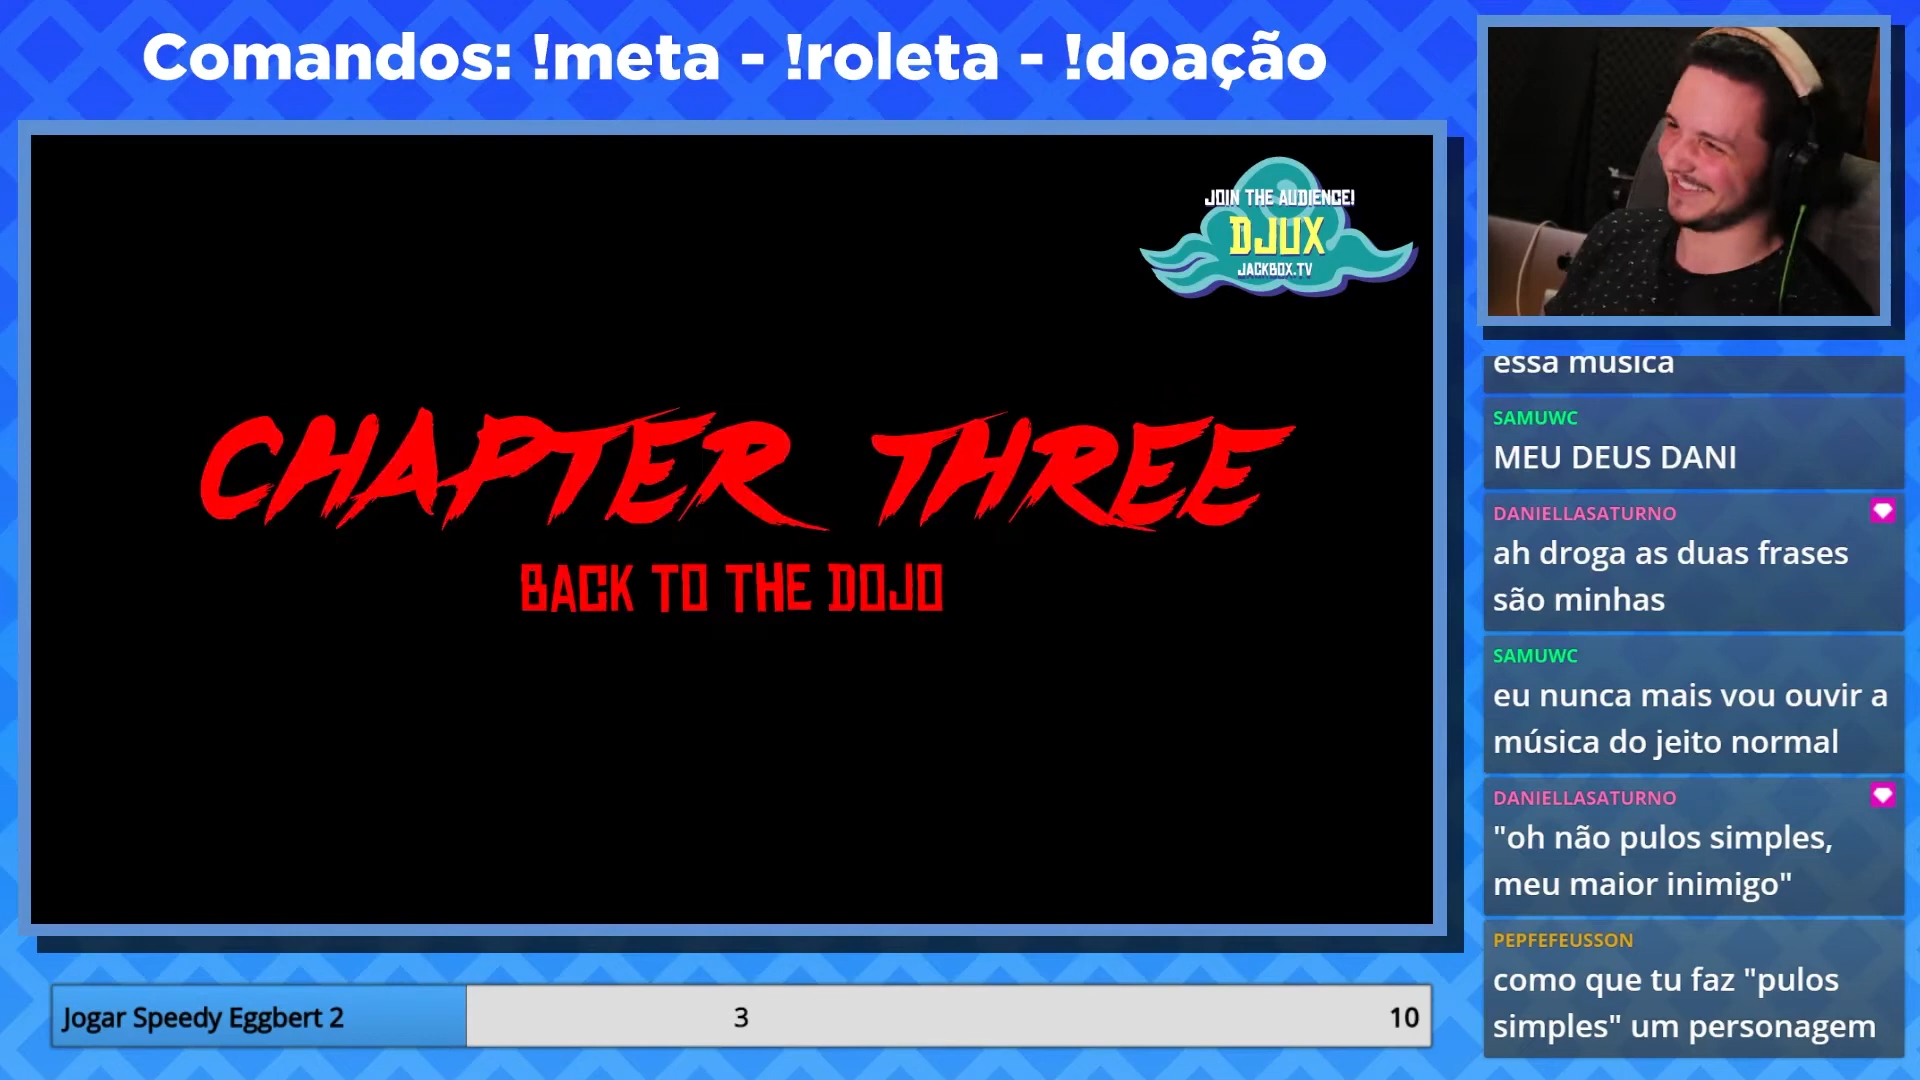 Comandos: !meta - !roleta - !doação
JOIN THE AUDIENCE!
DJUX
JACKBOX.TV
CHAPTER THREE
BACK TO THE DOJO
essa musica
SAMUWC
MEU DEUS DANI
DANIELLASATURNO
ah droga as duas frases
são minhas
SAMUWC
eu nunca mais vou ouvir a
música do jeito normal
DANIELLASATURNO
"oh não pulos simples,
meu maior inimigo"
PEPFEFEUSSON
como que tu faz "pulos
simples" um personagem
Jogar Speedy Eggbert 2
3
10